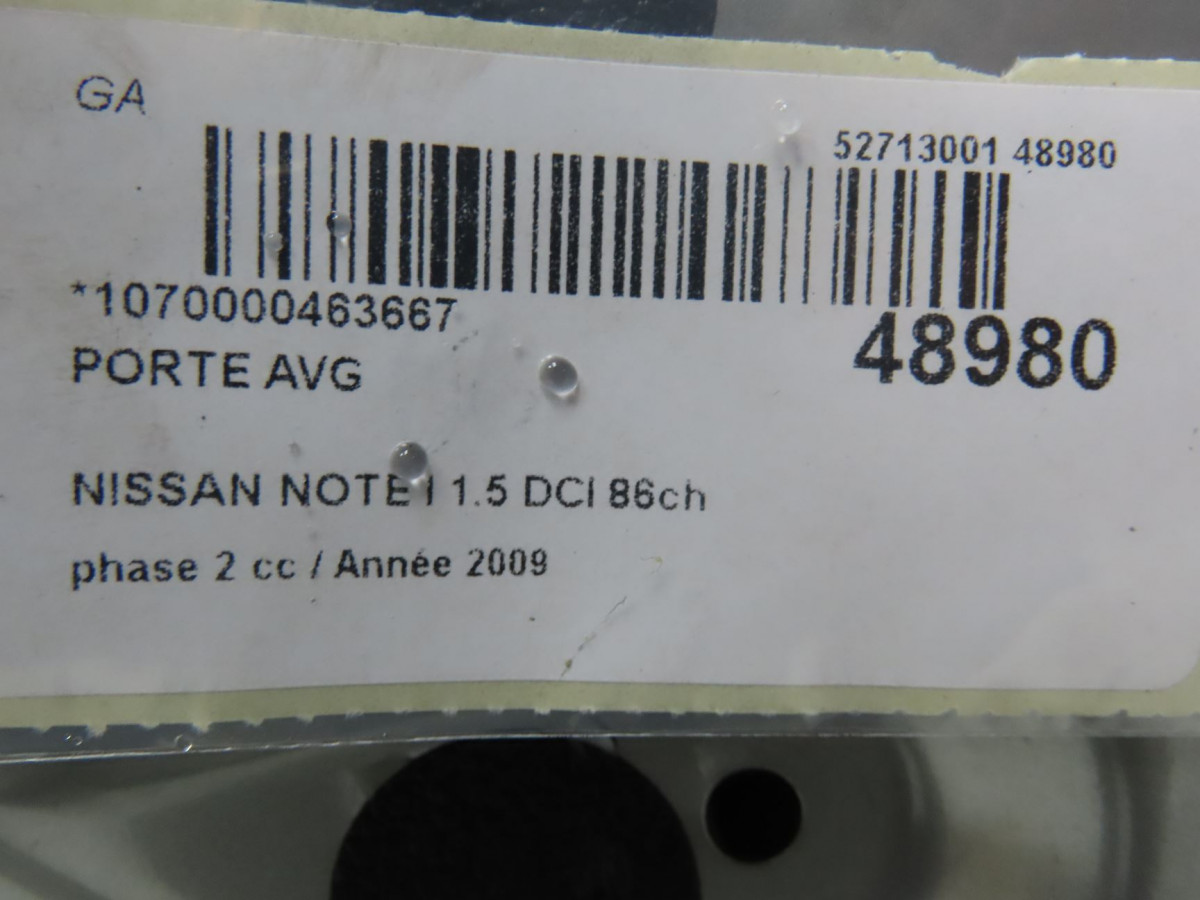 GA
52713001 48980
*1070000463667
48980
PORTE AVG
NISSAN NOTE I 1.5 DCI 86ch
phase 2 cc / Année 2009